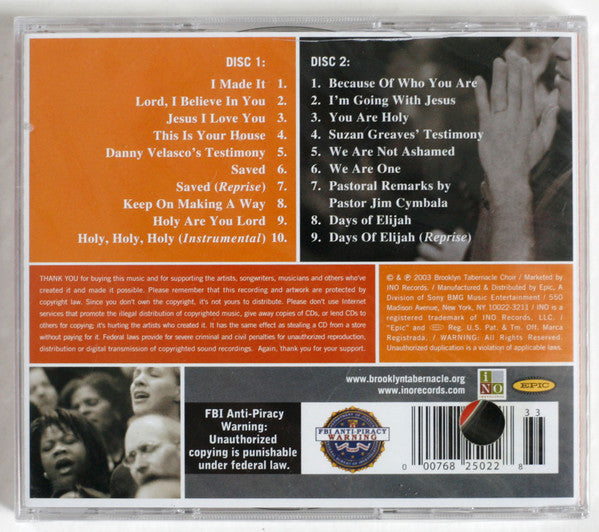 DISC 1:
I Made It 1.
Lord, I Believe In You 2.
Jesus I Love You 3.
This Is Your House 4.
Danny Velasco's Testimony 5.
Saved 6.
Saved (Reprise) 7.
Keep On Making A Way 8.
Holy Are You Lord 9.
Holy, Holy, Holy (Instrumental) 10.
DISC 2:
1. Because Of Who You Are
2. I'm Going With Jesus
3. You Are Holy
4. Suzan Greaves' Testimony
5. We Are Not Ashamed
6. We Are One
7. Pastoral Remarks by
Pastor Jim Cymbala
8. Days of Elijah
9. Days Of Elijah (Reprise)
THANK YOU for buying this music and for supporting the artists, songwriters, musicians and others who've
created it and made it possible. Please remember that this recording and artwork are protected by
copyright law. Since you don't own the copyright, it's not yours to distribute. Please don't use Internet
services that promote the illegal distribution of copyright music, give away copies of CDs, or lend CDs to
others for copying; it's hurting the artists who created it. It has the same effect as stealing a CD from a store
without paying for it. Federal laws provide for severe civil and penalties for unauthorized reproduction,
distribution or digital transmission of copyrighted sound recordings. Again, thank you for your support.
© & ℗ 2003 Brooklyn Tabernacle Choir / Marketed by
INO Records / Manufactured & Distributed by Epic, A
Division of Sony BMG Music Entertainment / 550
Madison Avenue, New York, NY 10022-3211 / INO is a
registered trademark of INO Records, LLC. /
"Epic" and Reg. U.S. Pat. & Tm. Off. Marca
Registrada. / WARNING: All Rights Reserved.
Unauthorized duplication is a violation of applicable laws.
www.brooklyntabernacle.org
www.inorecords.com
iNO
EPIC
FBI Anti-Piracy
Warning:
Unauthorized
copying is punishable
under federal law.
FBI ANTI-PIRACY
WARNING
33
0 00768 25022 8